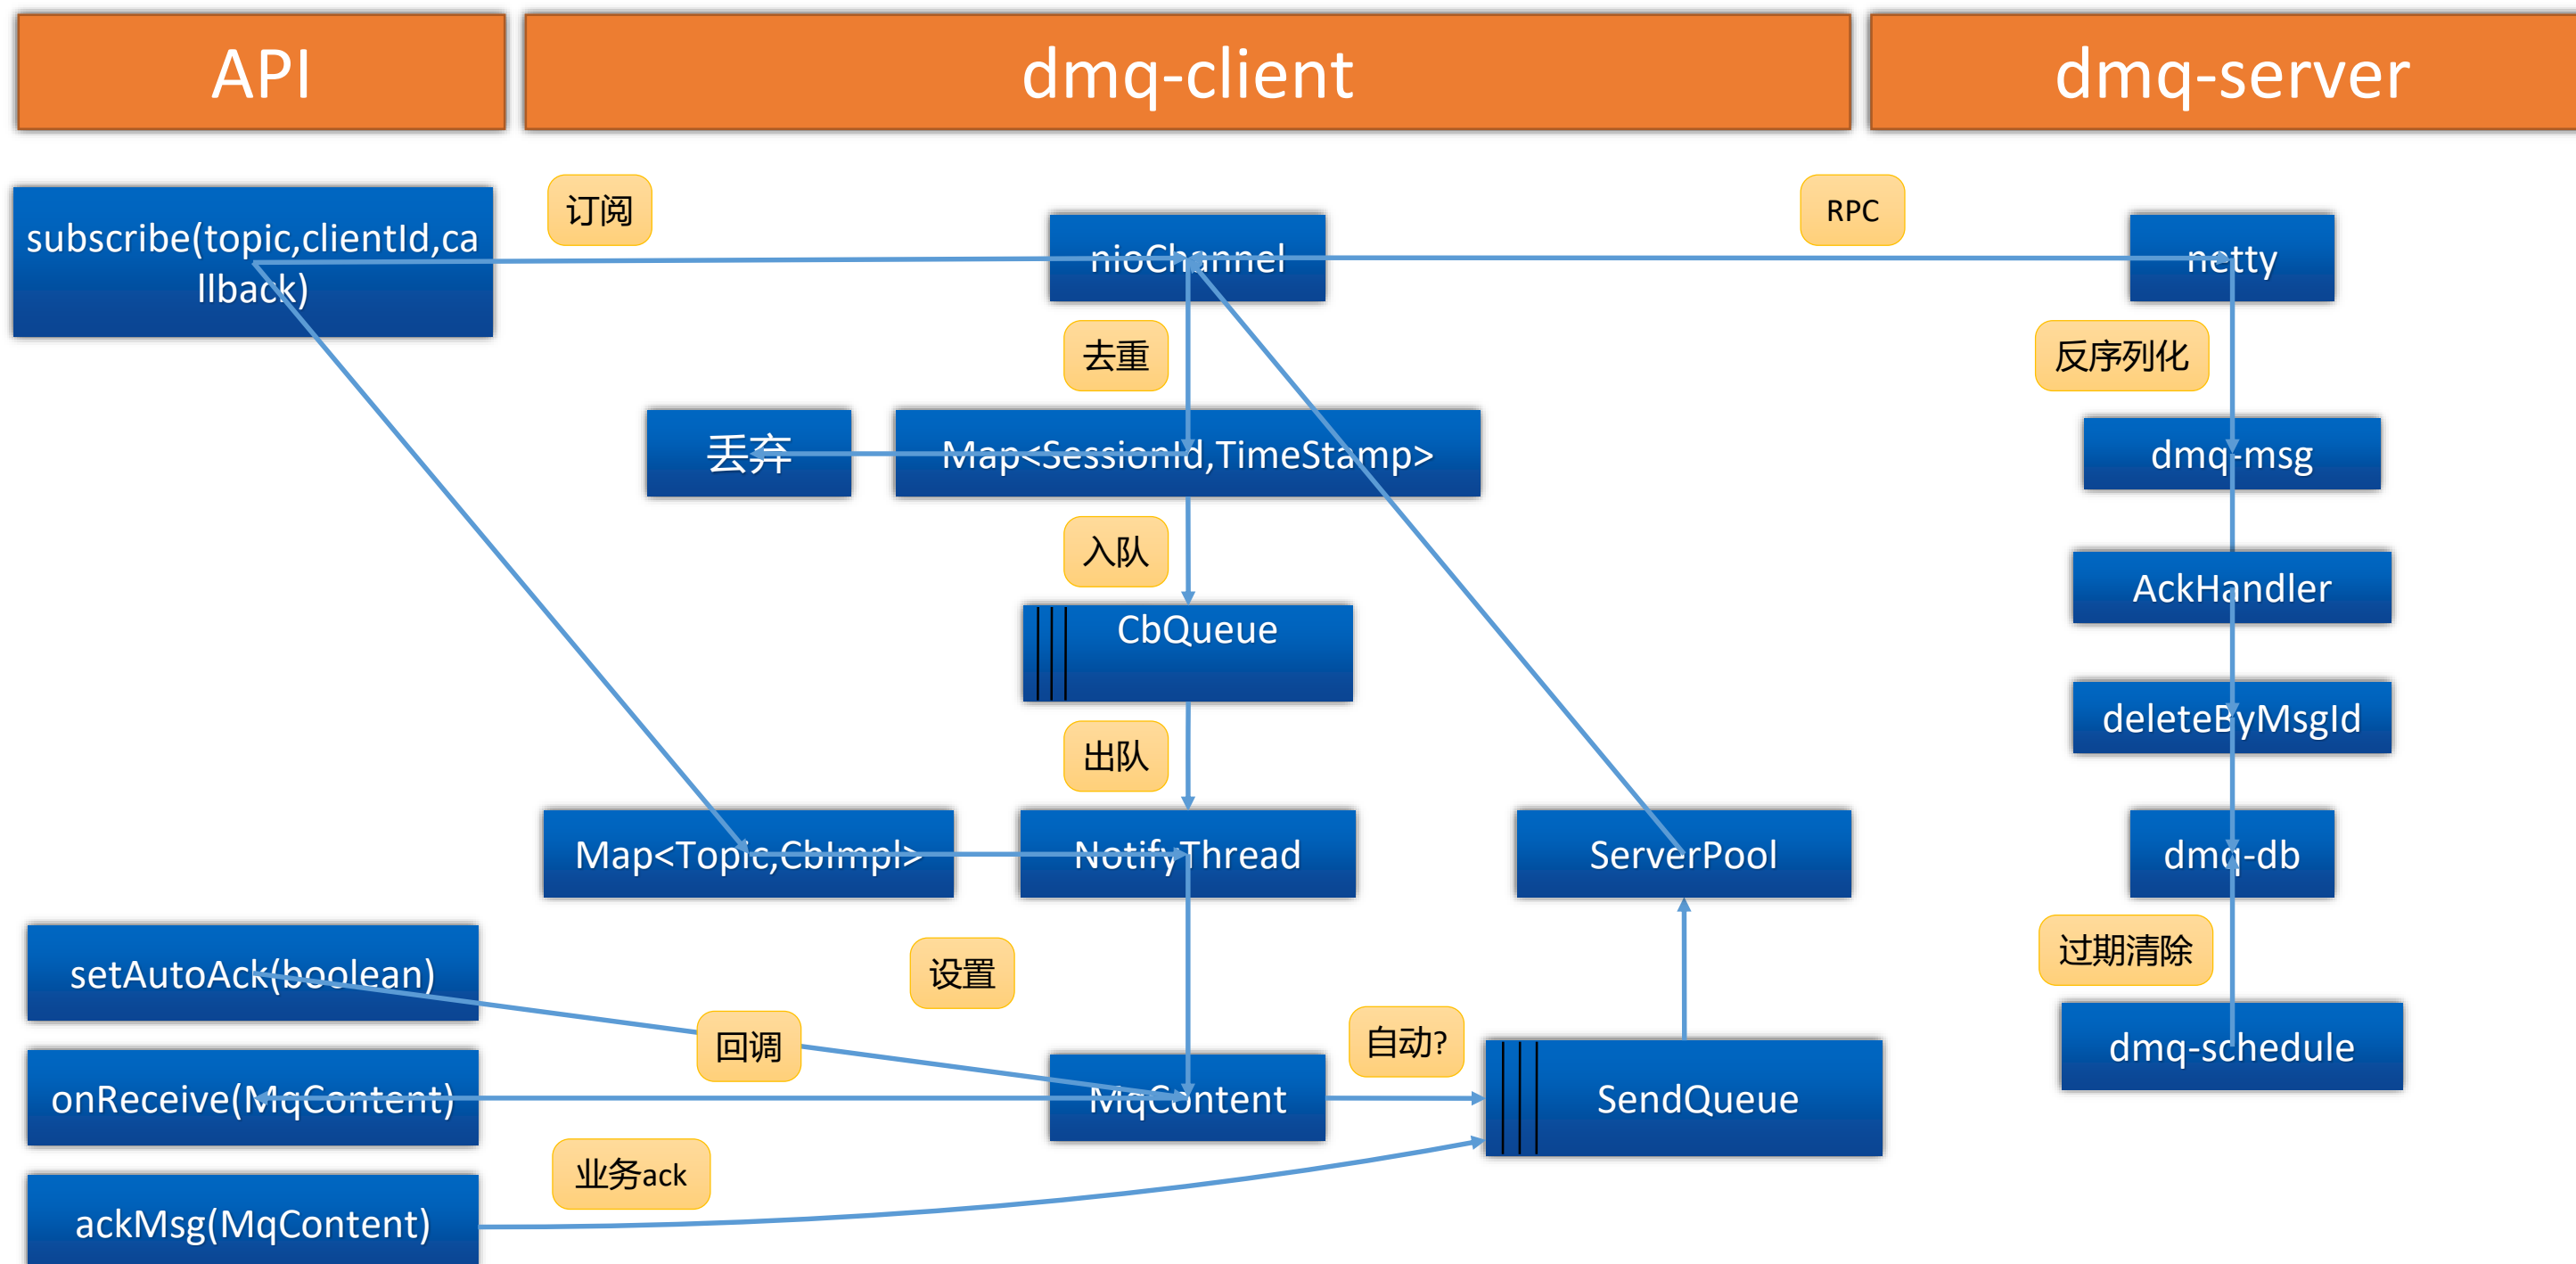 API
dmq-client
dmq-server
订阅
RPC
subscribe(topic,clientId,ca
llback)
nioChannel
netty
去重
反序列化
丢弃
Map<SessionId,TimeStamp>
dmq-msg
入队
AckHandler
CbQueue
deleteByMsgId
出队
Map<Topic,CbImpl>
NotifyThread
ServerPool
dmq-db
setAutoAck(boolean)
设置
过期清除
回调
自动?
dmq-schedule
onReceive(MqContent)
MqContent
SendQueue
业务ack
ackMsg(MqContent)